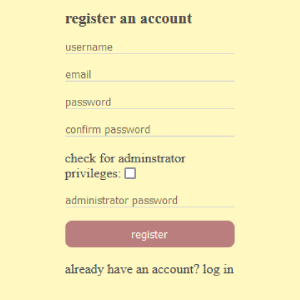 register an account
username
email
password
confirm password
check for adminstrator
privileges:
administrator password
register
already have an account? log in